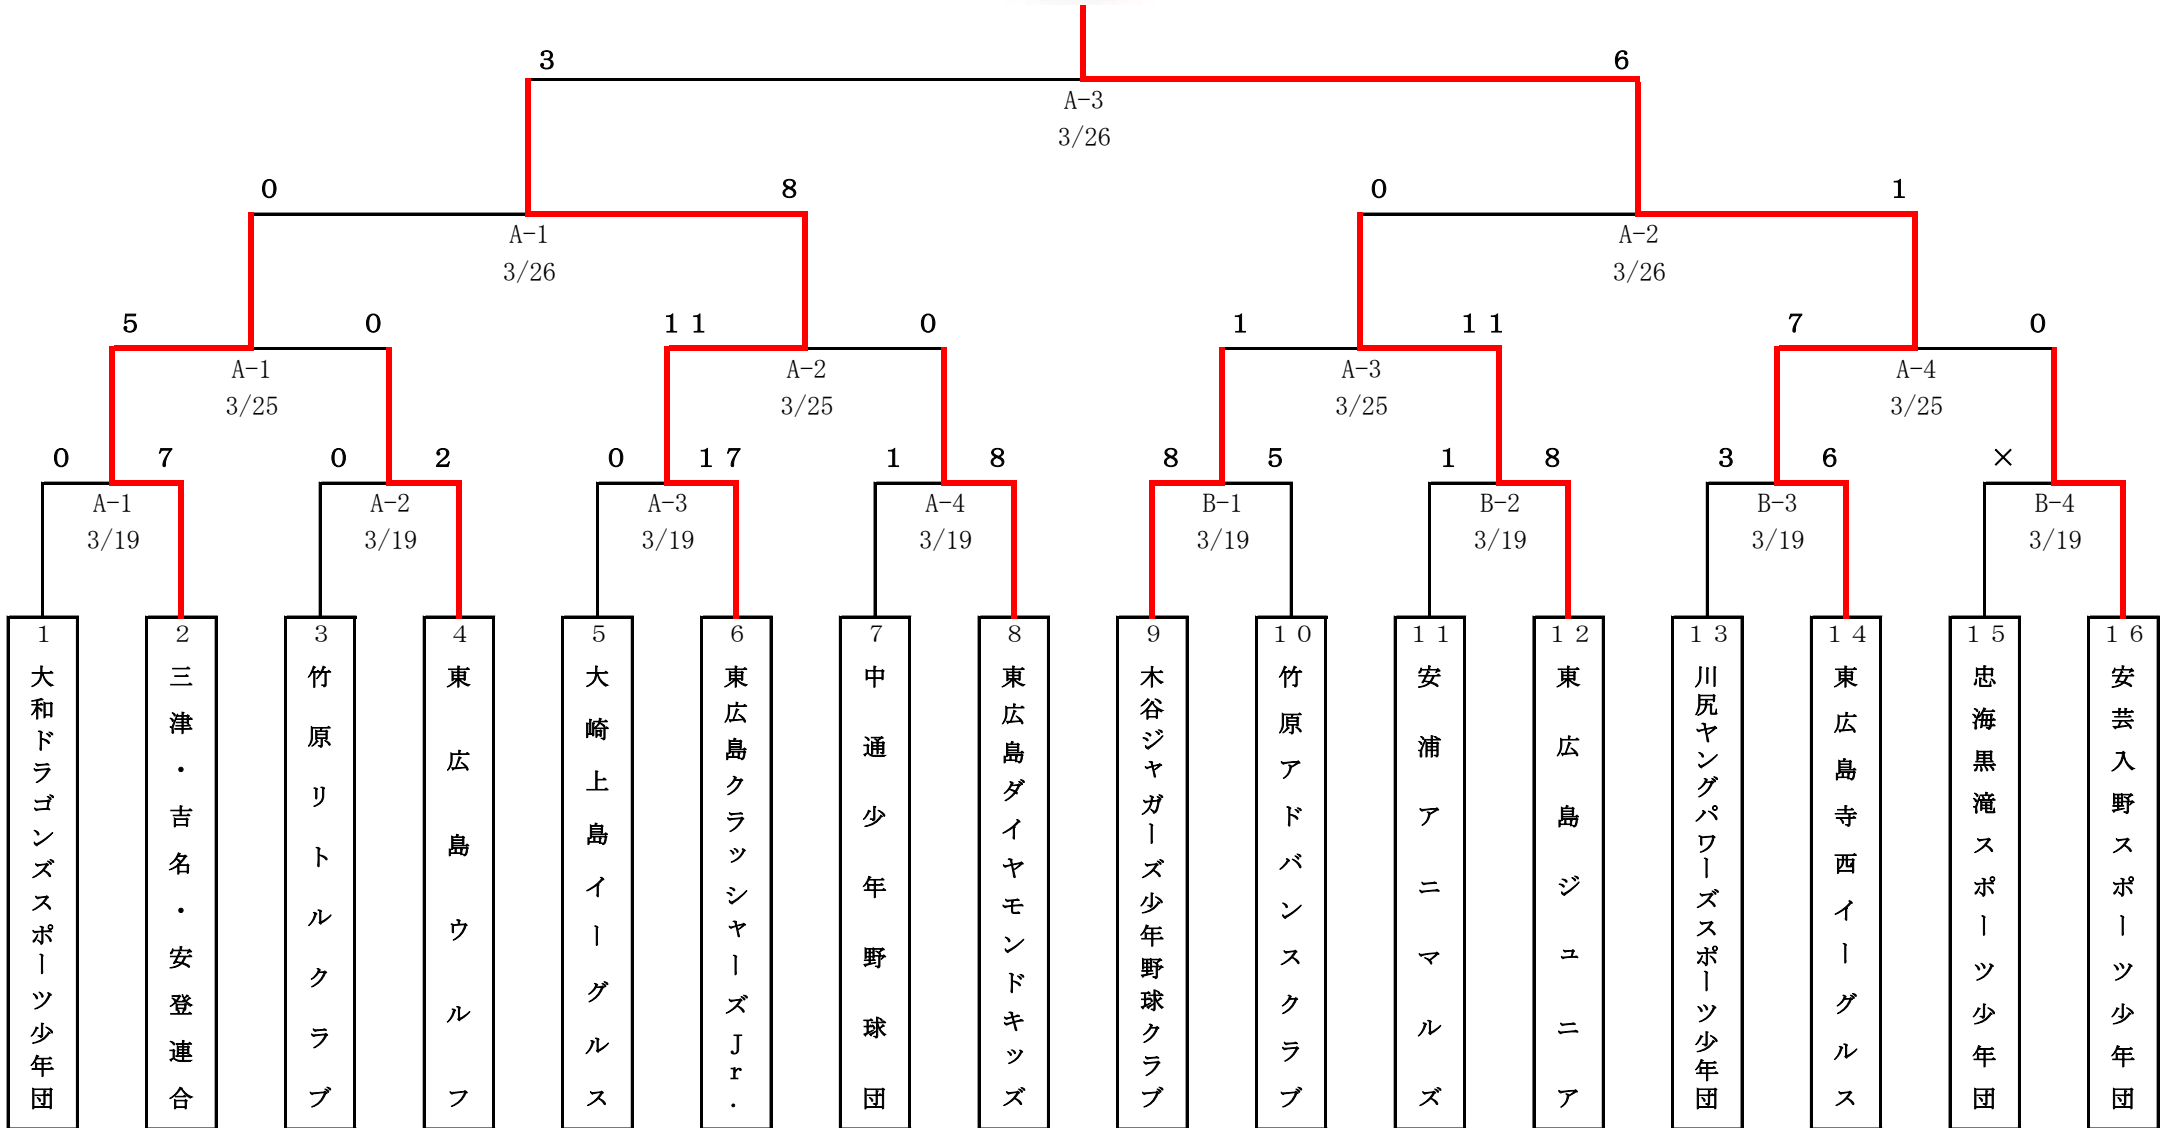 3 6
A-3
3/26
0 8 0 1
A-1 A-2
3/26 3/26
5 0 11 0 1 11 7 0
A-1 A-2 A-3 A-4
3/25 3/25 3/25 3/25
0 7 0 2 0 17 1 8 8 5 1 8 3 6 ×
A-1 A-2 A-3 A-4 B-1 B-2 B-3 B-4
3/19 3/19 3/19 3/19 3/19 3/19 3/19 3/19
1 大和ドラゴンズスポーツ少年団
2 三津・吉名・安登連合
3 竹原リトルクラブ
4 東広島ウルフ
5 大崎上島イーグルス
6 東広島クラッシャーズJr.
7 中通少年野球団
8 東広島ダイヤモンドキッズ
9 木谷ジャガーズ少年野球クラブ
10 竹原アドバンスクラブ
11 安浦アニマルズ
12 東広島ジュニア
13 川尻ヤングパワーズスポーツ少年団
14 東広島寺西イーグルス
15 忠海黒滝スポーツ少年団
16 安芸入野スポーツ少年団